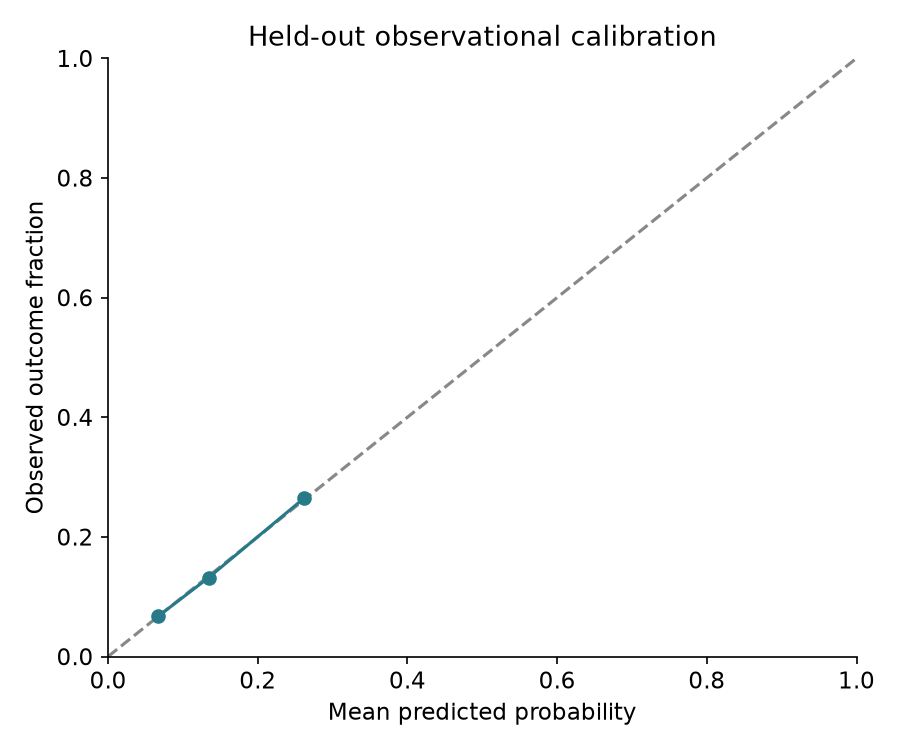 Held-out observational calibration
1.0
0.8
0.6
0.4
0.2
0.0
Observed outcome fraction
0.0 0.2 0.4 0.6 0.8 1.0
Mean predicted probability